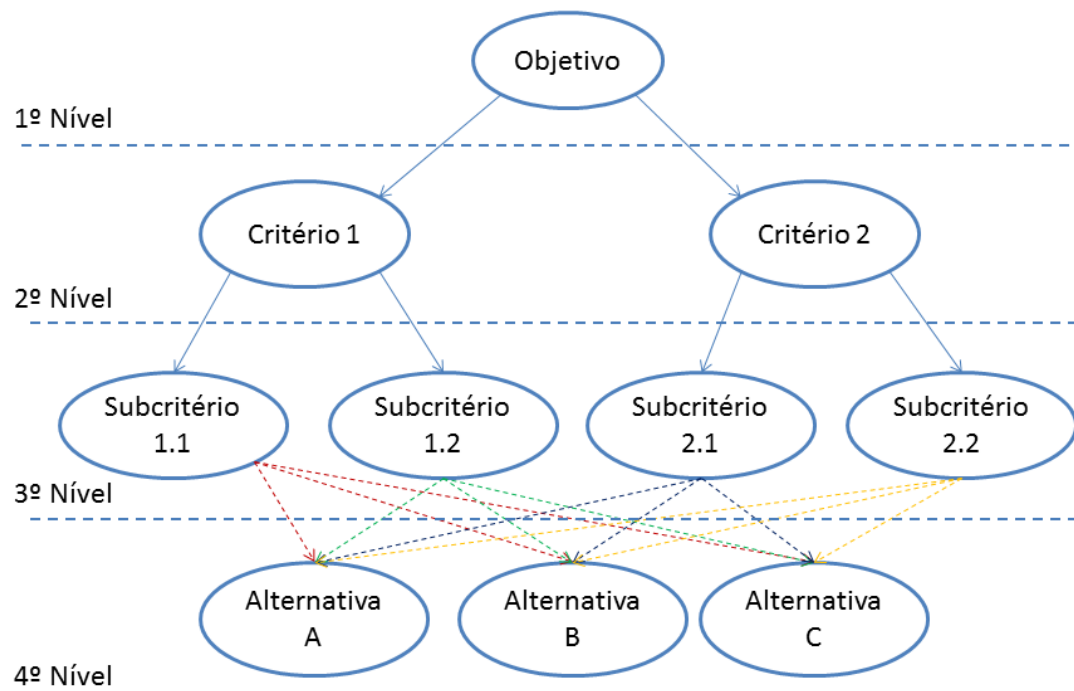 Objetivo
1º Nível
Critério 1
Critério 2
2º Nível
Subcritério
1.1
Subcritério
1.2
Subcritério
2.1
Subcritério
2.2
3º Nível
Alternativa
A
Alternativa
B
Alternativa
C
4º Nível